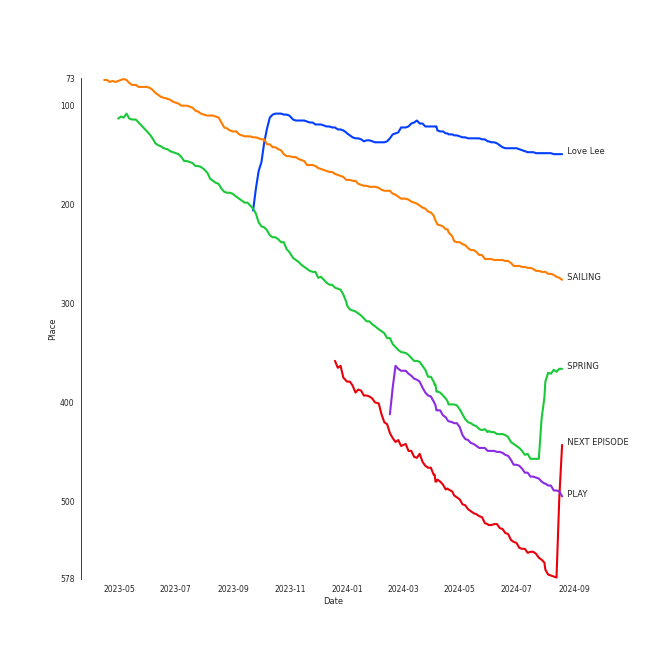 73
100
200
300
400
500
578
Place
2023-05
2023-07
2023-09
2023-11
2024-01
2024-03
2024-05
2024-07
2024-09
Date
Love Lee
SAILING
SPRING
NEXT EPISODE
PLAY